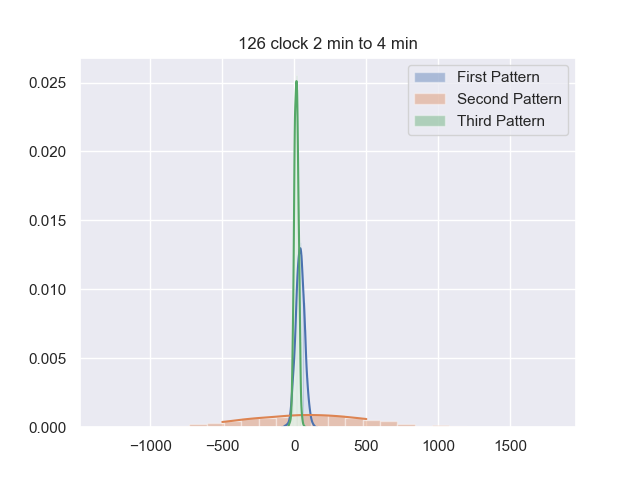 126 clock 2 min to 4 min
First Pattern
Second Pattern
Third Pattern
0.025
0.020
0.015
0.010
0.005
0.000
−1000 −500 0 500 1000 1500